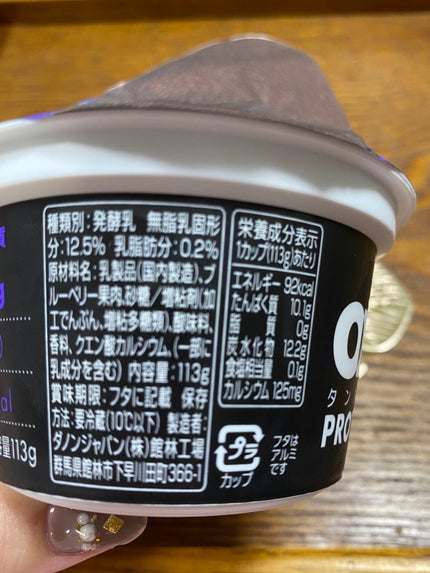 種類別:発酵乳 無脂乳固形
分:12.5% 乳脂肪分:0.2%
原材料名:乳製品(国内製造)、ブ
ルーベリー果肉、砂糖/増粘剤(加
工でんぷん、増粘多糖類)、酸味料、
香料、クエン酸カルシウム、(一部に
乳成分を含む) 内容量:113g
賞味期限:フタに記載 保存
方法:要冷蔵(10℃以下) 製造者:
ダノンジャパン(株)館林工場
群馬県館林市下早川田町366-1
栄養成分表示
1カップ(113g)あたり
エネルギー 92kcal
たんぱく質 10.1g
脂質 0g
炭水化物 12.2g
食塩相当量 0.1g
カルシウム 125mg
プラ
カップ
フタは
アルミ
です
質
g
al
量113g
O
タン
PRO